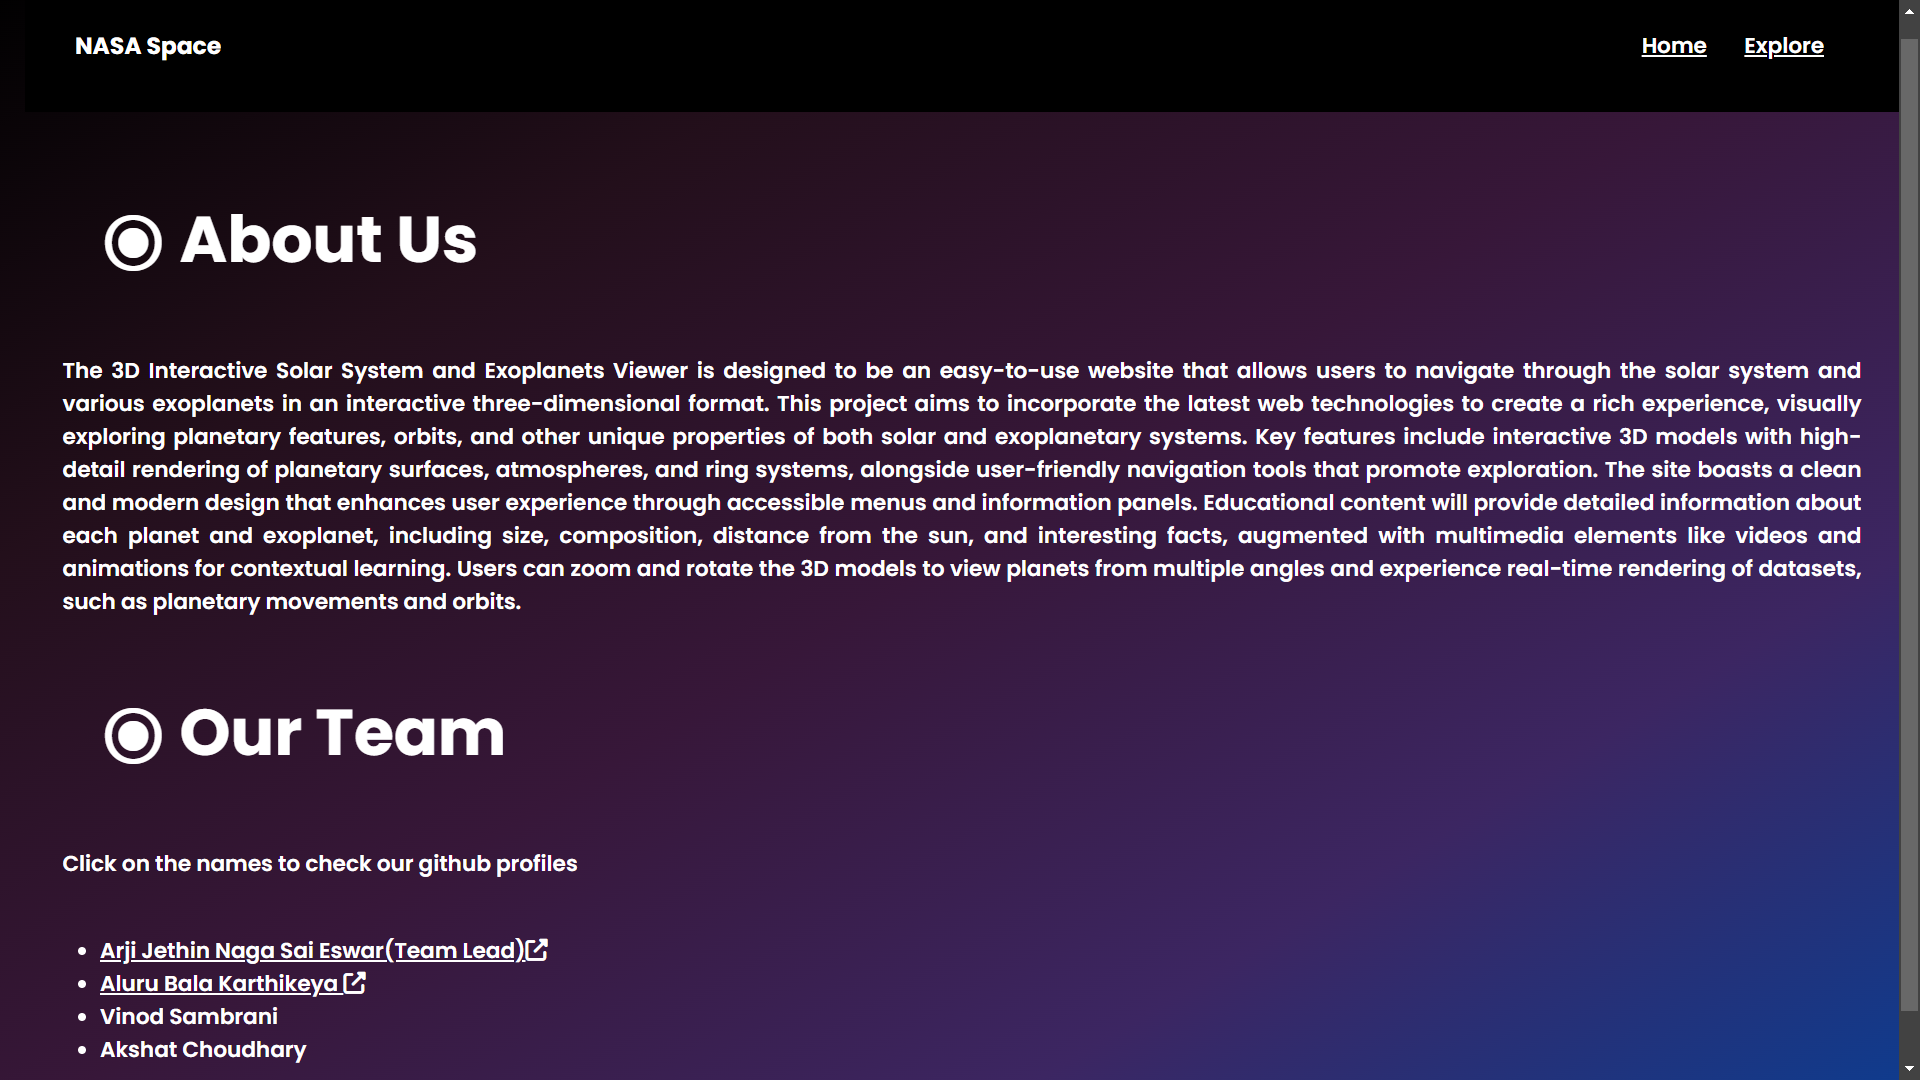 NASA Space
Home Explore
About Us
The 3D Interactive Solar System and Exoplanets Viewer is designed to be an easy-to-use website that allows users to navigate through the solar system and
various exoplanets in an interactive three-dimensional format. This project aims to incorporate the latest web technologies to create a rich experience, visually
exploring planetary features, orbits, and other unique properties of both solar and exoplanetary systems. Key features include interactive 3D models with high-
detail rendering of planetary surfaces, atmospheres, and ring systems, alongside user-friendly navigation tools that promote exploration. The site boasts a clean
and modern design that enhances user experience through accessible menus and information panels. Educational content will provide detailed information about
each planet and exoplanet, including size, composition, distance from the sun, and interesting facts, augmented with multimedia elements like videos and
animations for contextual learning. Users can zoom and rotate the 3D models to view planets from multiple angles and experience real-time rendering of datasets,
such as planetary movements and orbits.
Our Team
Click on the names to check our github profiles
• Arji Jethin Naga Sai Eswar(Team Lead)
• Aluru Bala Karthikeya
• Vinod Sambrani
• Akshat Choudhary